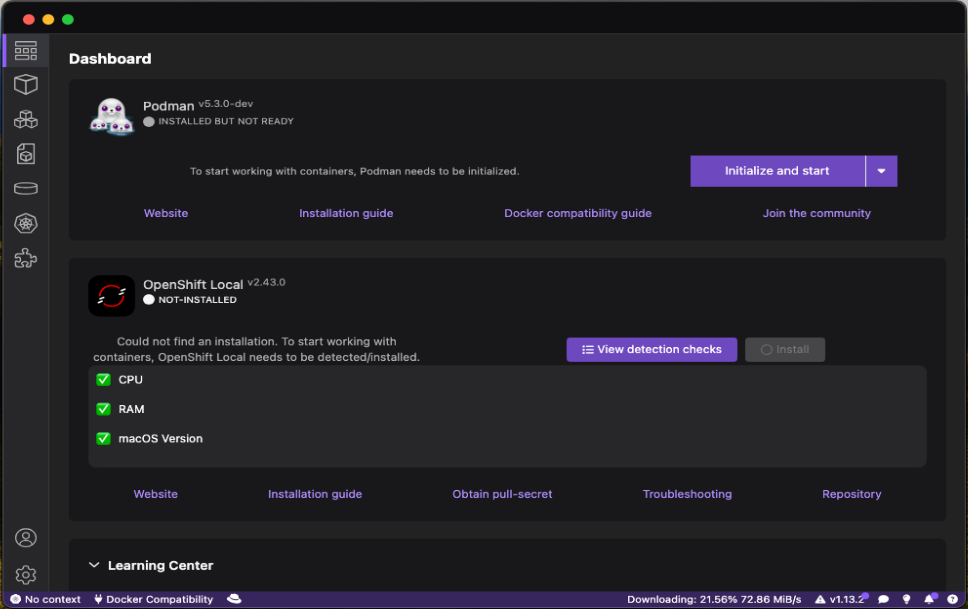 Dashboard
Podman v5.3.0-dev
INSTALLED BUT NOT READY
To start working with containers, Podman needs to be initialized.
Initialize and start
Website Installation guide Docker compatibility guide Join the community
OpenShift Local v2.43.0
NOT-INSTALLED
Could not find an installation. To start working with
containers, OpenShift Local needs to be detected/installed.
View detection checks Install
CPU
RAM
macOS Version
Website Installation guide Obtain pull-secret Troubleshooting Repository
Learning Center
No context Docker Compatibility Downloading: 21.56% 72.86 MiB/s v1.13.2